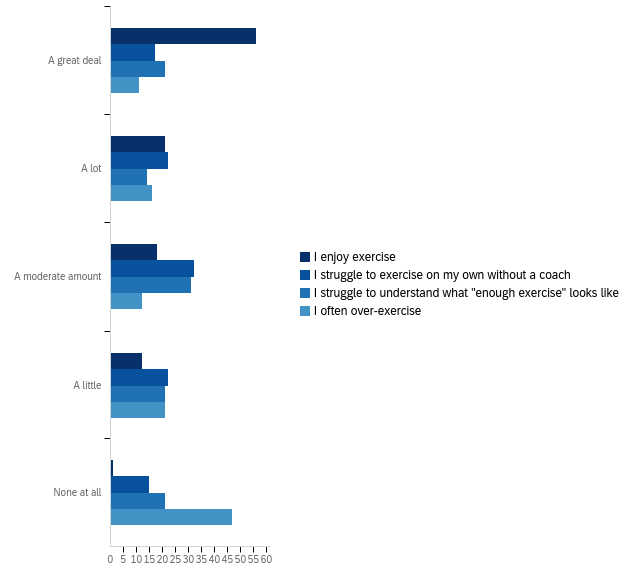 A great deal
A lot
A moderate amount
A little
None at all
0 5 10 15 20 25 30 35 40 45 50 55 60
I enjoy exercise
I struggle to exercise on my own without a coach
I struggle to understand what "enough exercise" looks like
I often over-exercise